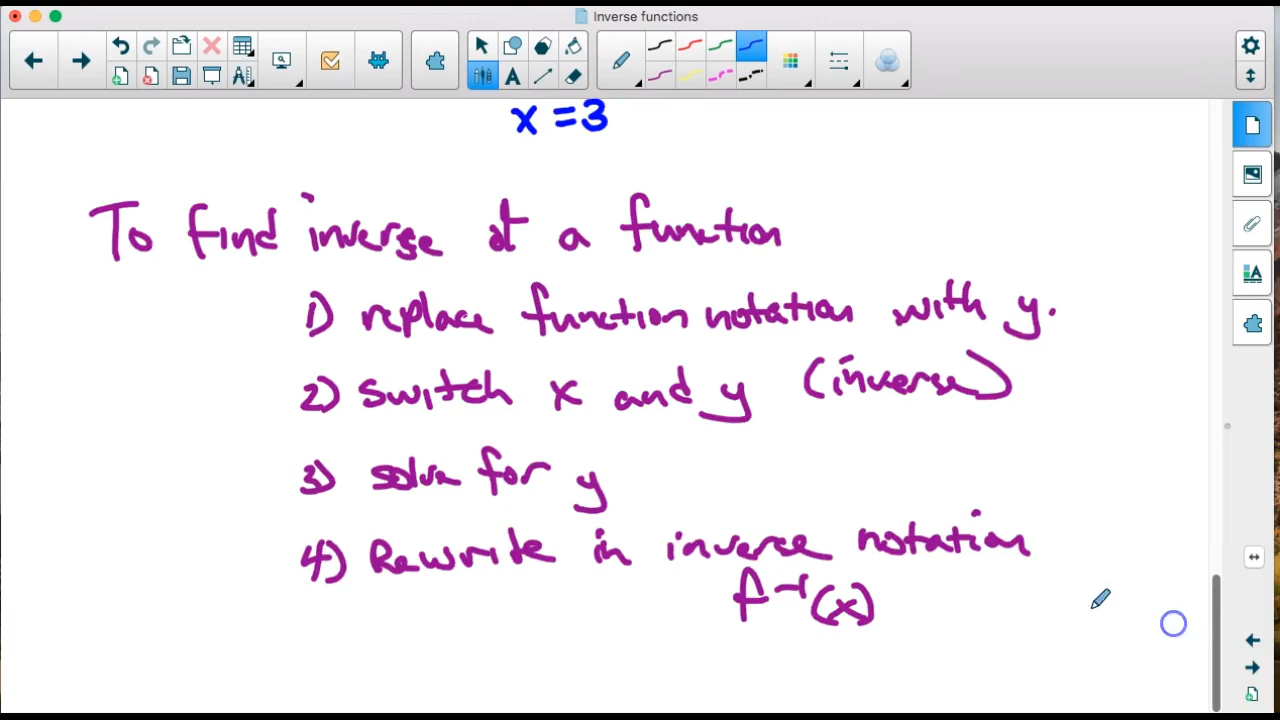 Inverse functions
x = 3
To find inverse of a function
1) replace function notation with y.
2) Switch x and y (inverse)
3) solve for y
4) Rewrite in inverse notation
f⁻¹(x)